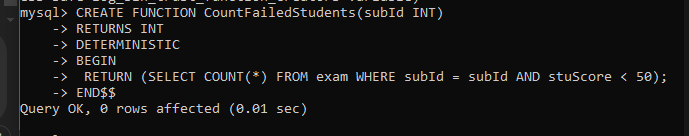 mysql> CREATE FUNCTION CountFailedStudents(subId INT)
    -> RETURNS INT
    -> DETERMINISTIC
    -> BEGIN
    ->  RETURN (SELECT COUNT(*) FROM exam WHERE subId = subId AND stuScore < 50);
    -> END$$
Query OK, 0 rows affected (0.01 sec)